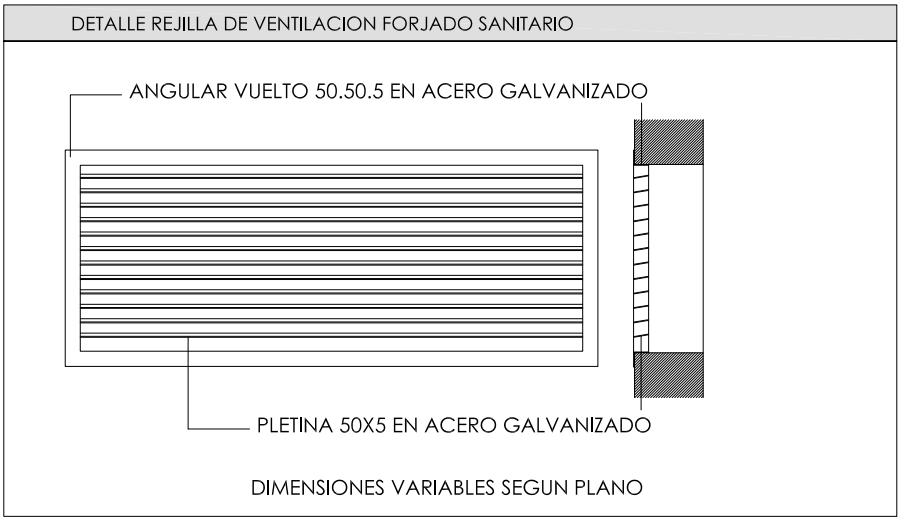 DETALLE REJILLA DE VENTILACION FORJADO SANITARIO
ANGULAR VUELTO 50.50.5 EN ACERO GALVANIZADO
PLETINA 50X5 EN ACERO GALVANIZADO
DIMENSIONES VARIABLES SEGUN PLANO